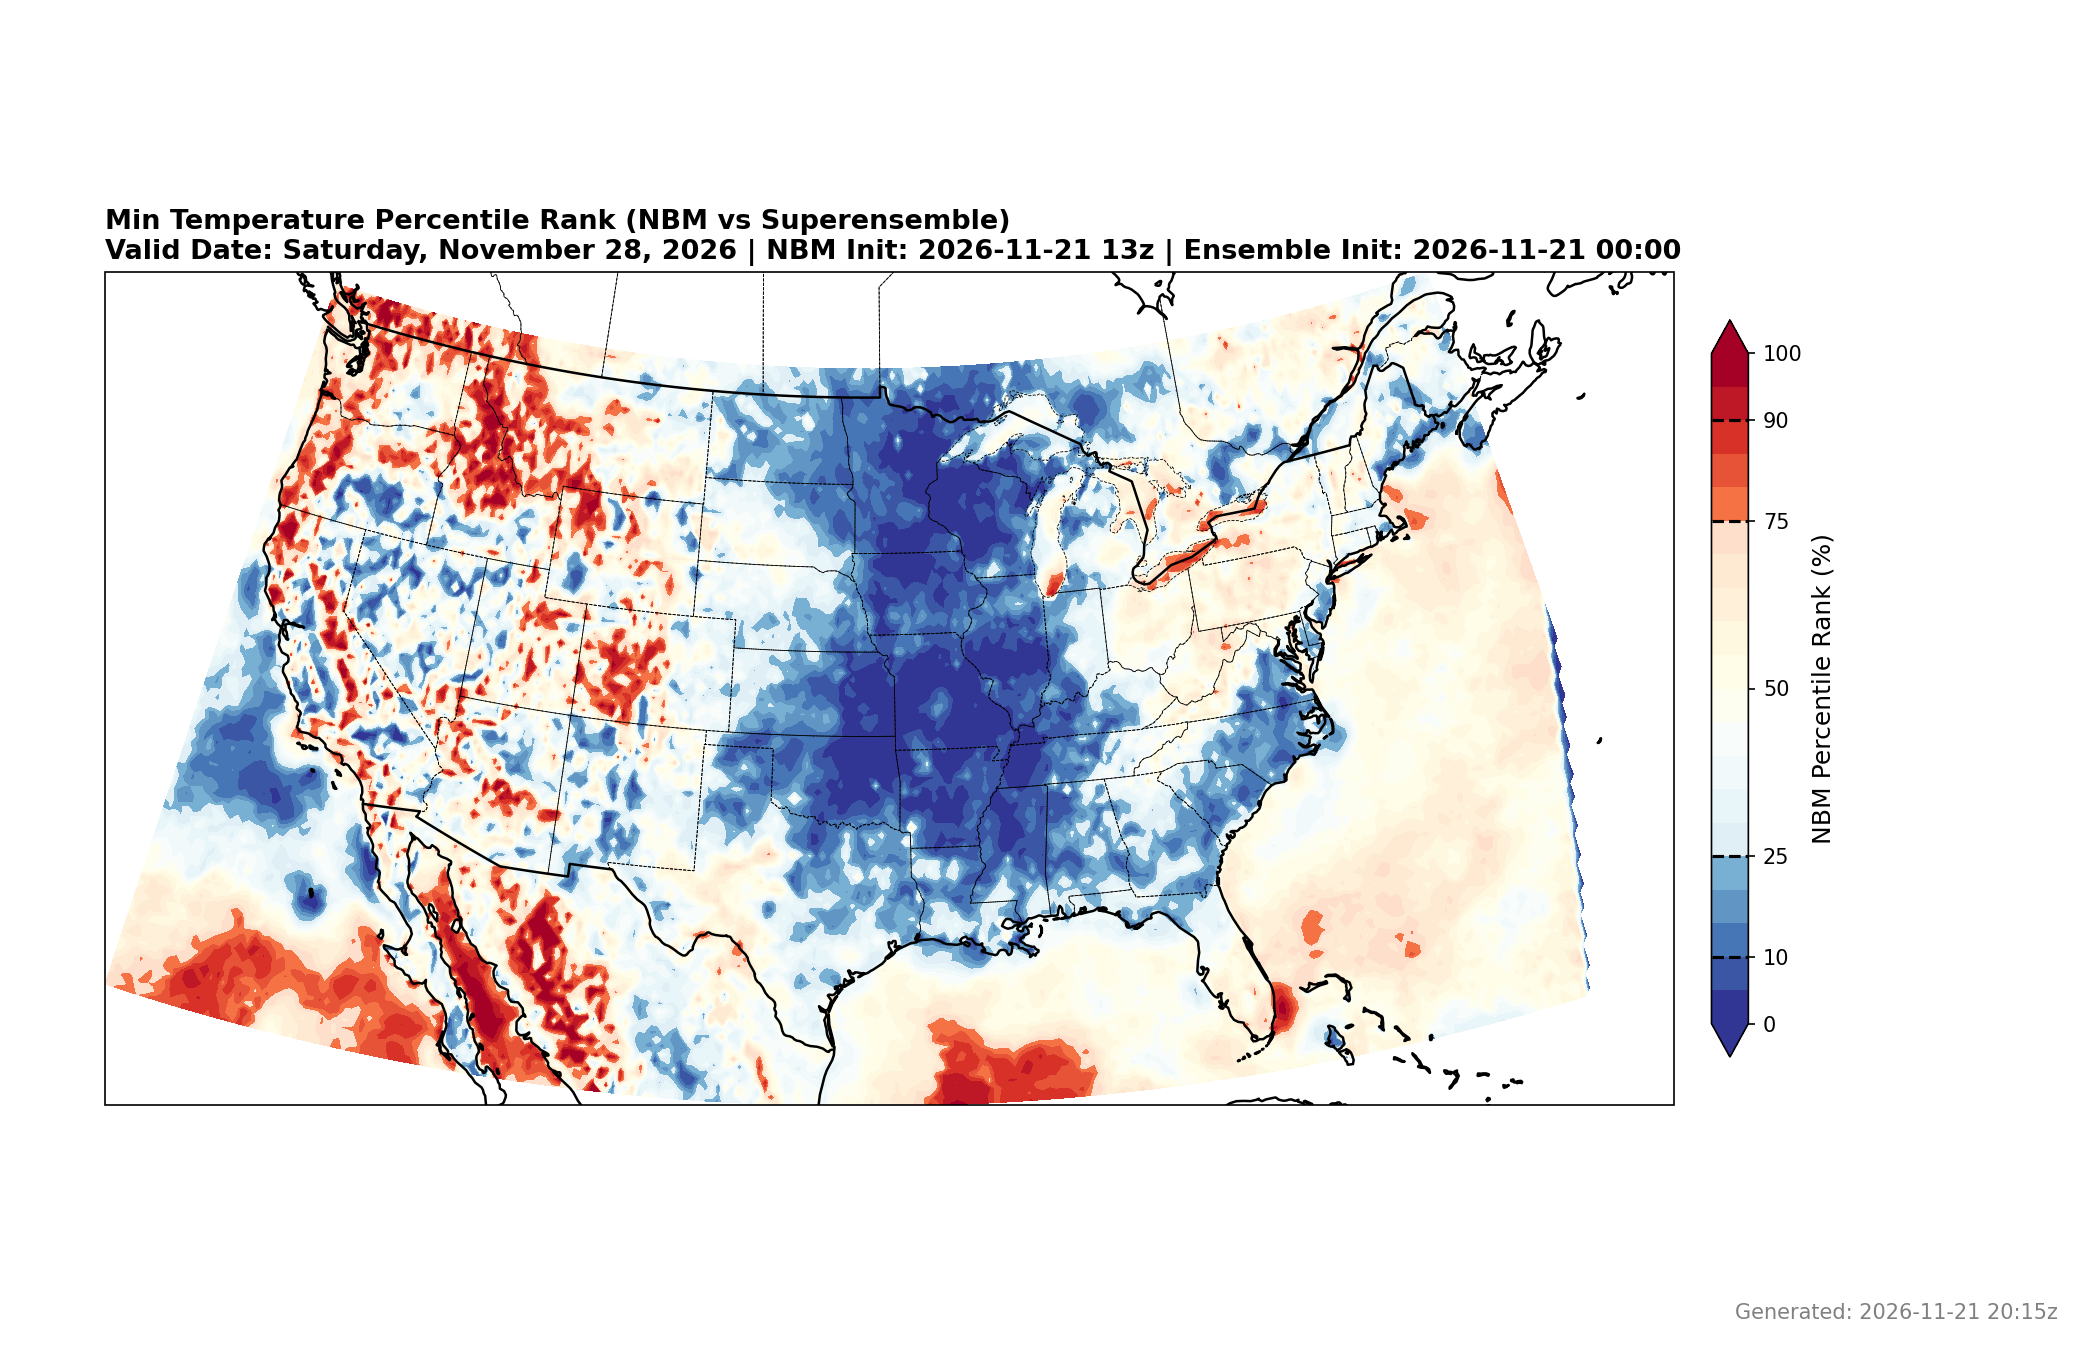 Min Temperature Percentile Rank (NBM vs Superensemble)
Valid Date: Saturday, November 28, 2026 | NBM Init: 2026-11-21 13z | Ensemble Init: 2026-11-21 00:00
100
90
75
50
25
10
0
NBM Percentile Rank (%)
Generated: 2026-11-21 20:15z